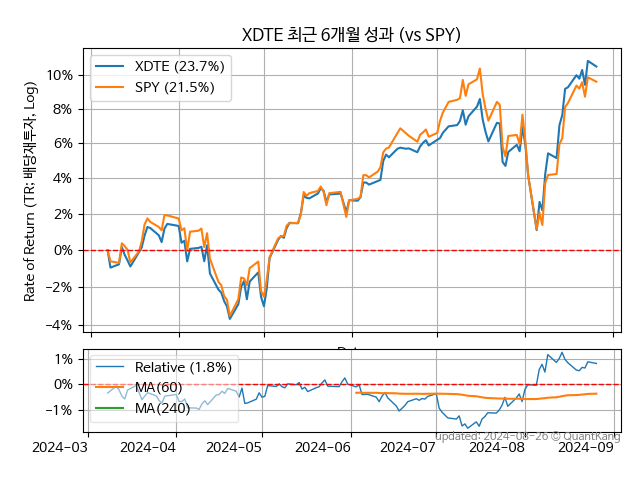 XDTE 최근 6개월 성과 (vs SPY)
Rate of Return (TR: 배당재투자, Log)
10%
8%
6%
4%
2%
0%
−2%
−4%
XDTE (23.7%)
SPY (21.5%)
1%
0%
−1%
Relative (1.8%)
MA(60)
MA(240)
2024-03
2024-04
2024-05
2024-06
2024-07
2024-08
2024-09
updated: 2024-08-26 © QuantKang